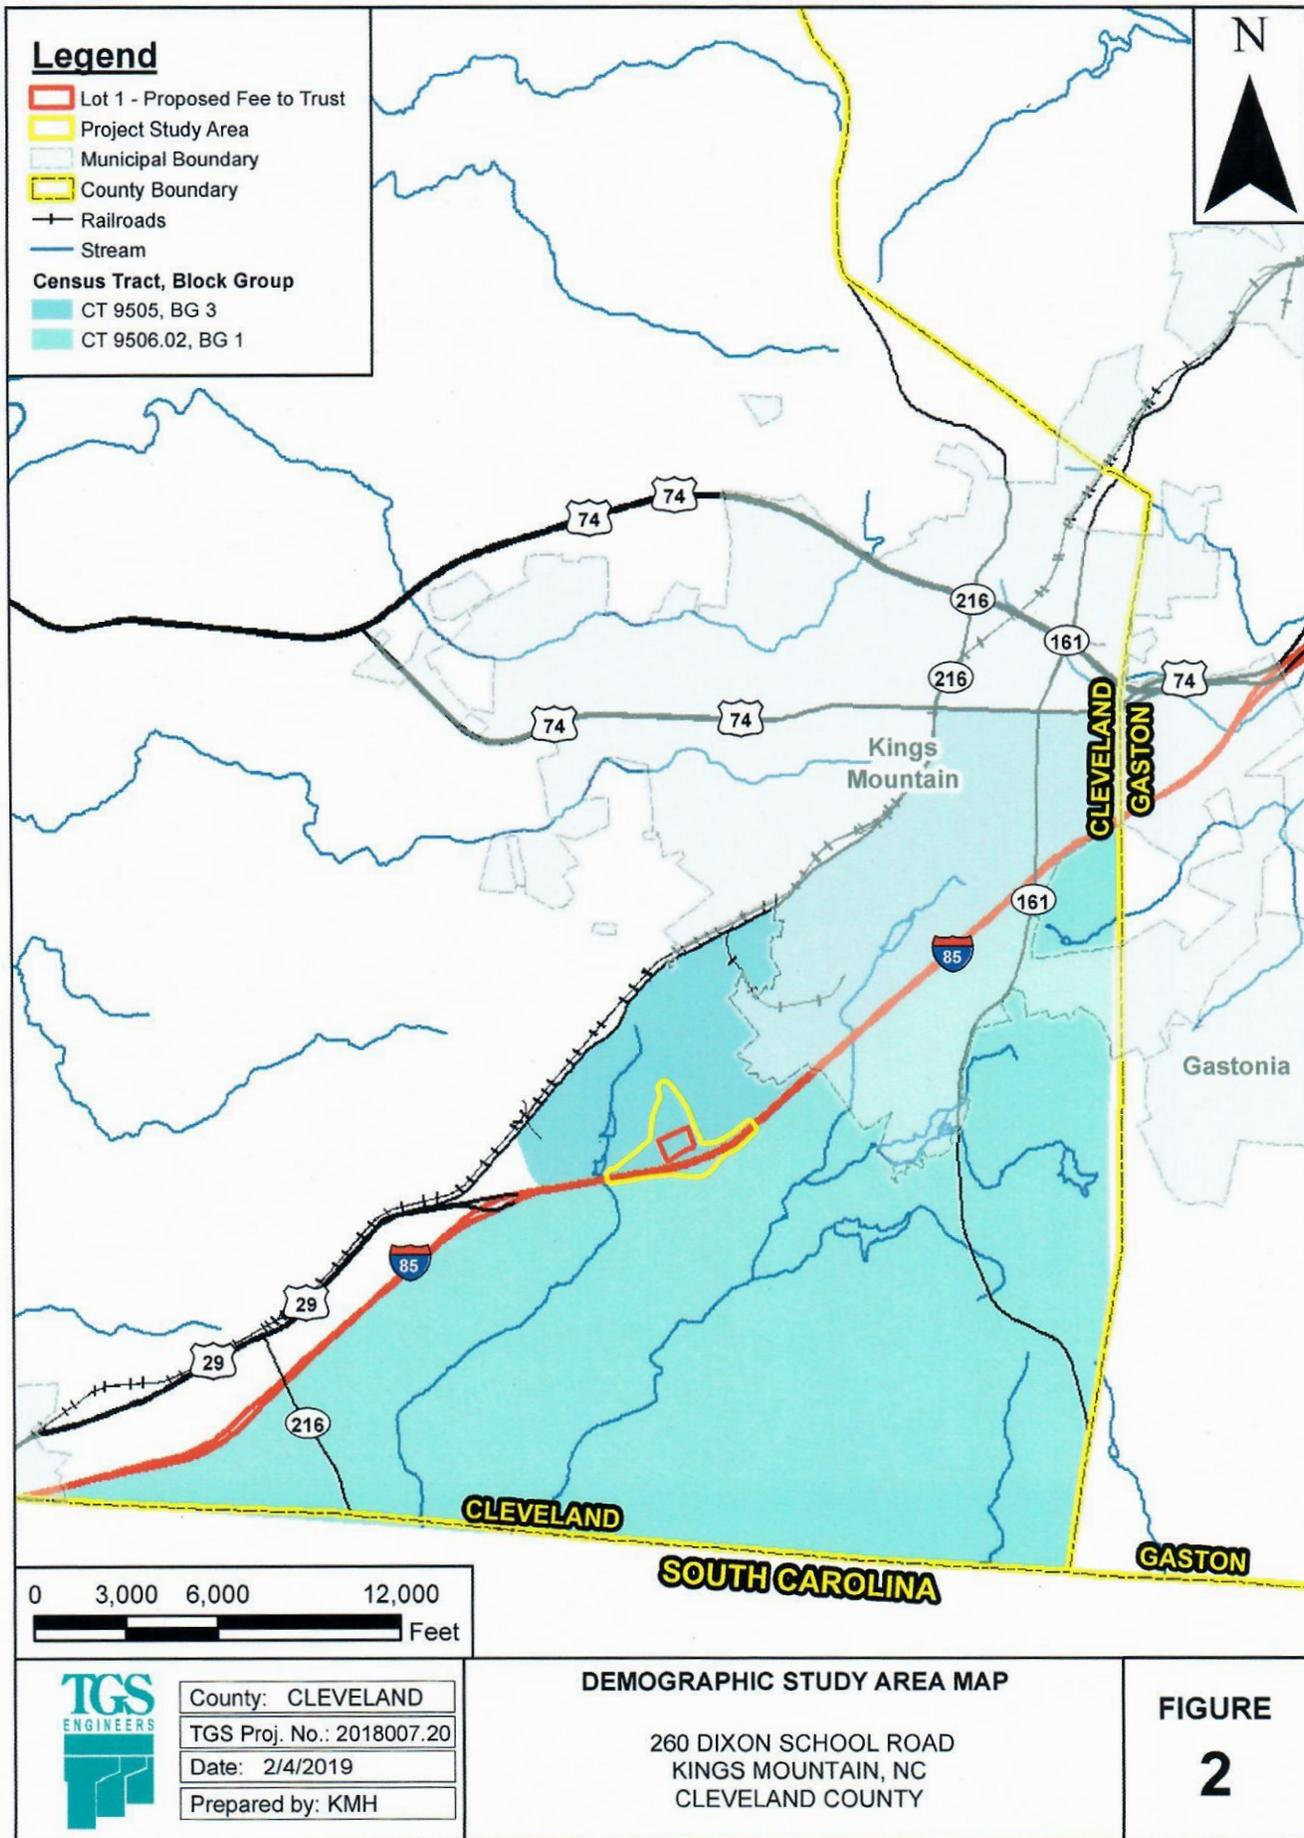 Legend
Lot 1 - Proposed Fee to Trust
Project Study Area
Municipal Boundary
County Boundary
Railroads
Stream
Census Tract, Block Group
CT 9505, BG 3
CT 9506.02, BG 1
N
74
74
216
161
216
74
74
74
CLEVELAND
GASTON
Kings
Mountain
161
85
Gastonia
85
29
29
216
CLEVELAND
SOUTH CAROLINA
GASTON
0 3,000 6,000 12,000
Feet
TGS
ENGINEERS
County: CLEVELAND
TGS Proj. No.: 2018007.20
Date: 2/4/2019
Prepared by: KMH
DEMOGRAPHIC STUDY AREA MAP
260 DIXON SCHOOL ROAD
KINGS MOUNTAIN, NC
CLEVELAND COUNTY
FIGURE
2